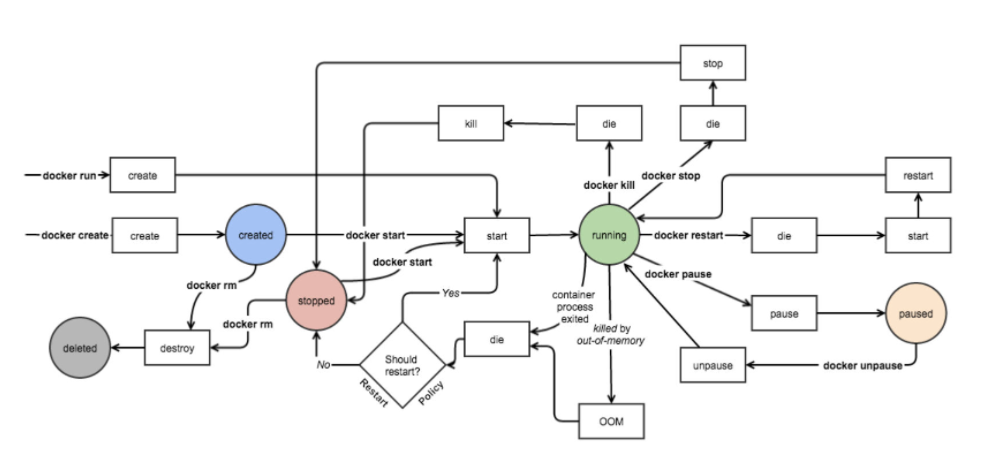 stop
kill
die
die
docker run
create
docker kill
docker stop
restart
docker create
create
created
docker start
start
running
docker restart
die
start
docker start
docker rm
docker pause
stopped
Yes
container
process
exited
pause
paused
docker rm
killed by
out-of-memory
deleted
destroy
No
Should
restart?
die
unpause
docker unpause
Restart
Policy
OOM